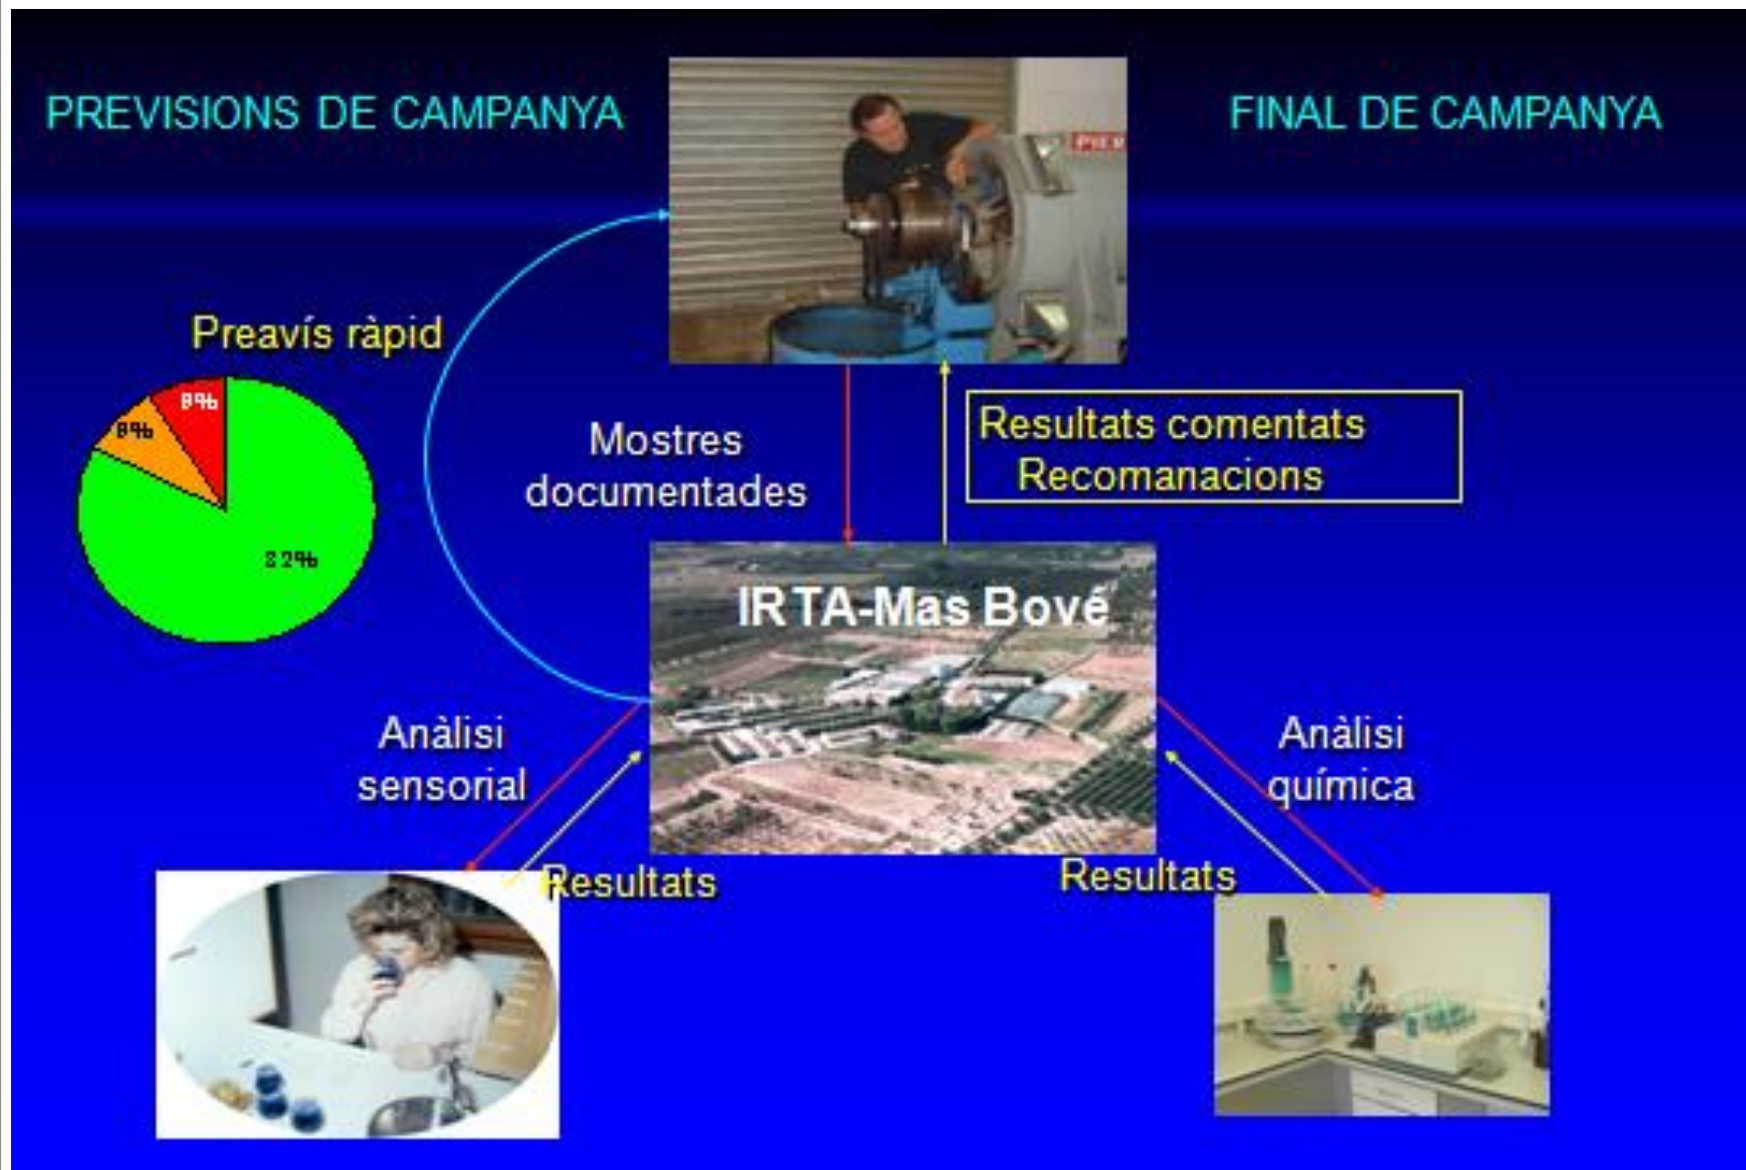 PREVISIONS DE CAMPANYA
FINAL DE CAMPANYA
Preavís ràpid
8%
8%
82%
Mostres
documentades
Resultats comentats
Recomanacions
IRTA-Mas Bové
Anàlisi
sensorial
Resultats
Anàlisi
química
Resultats